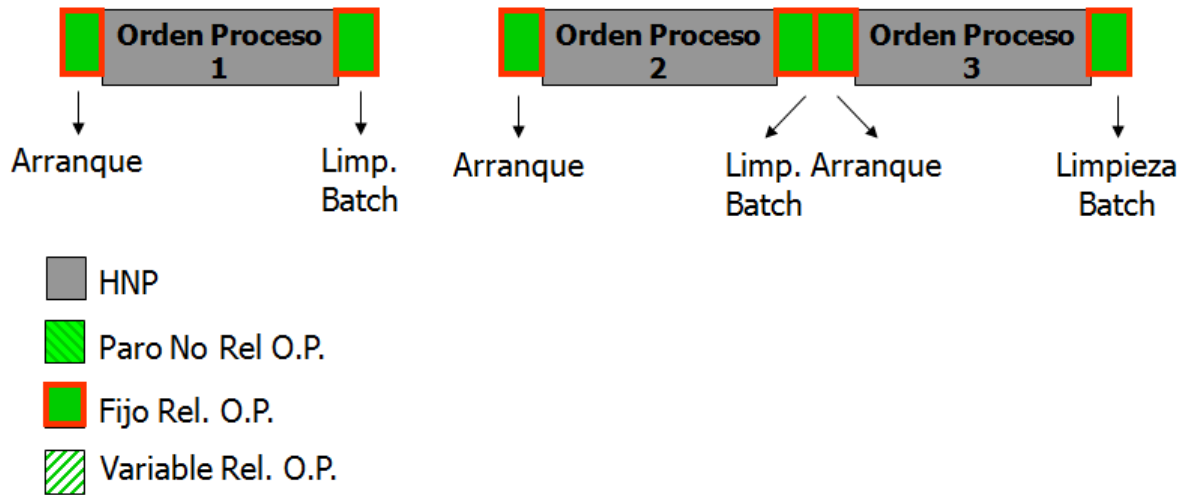 Orden Proceso
1
Orden Proceso
2
Orden Proceso
3
Arranque
Limp.
Batch
Arranque
Limp.
Batch
Arranque
Limpieza
Batch
HNP
Paro No Rel O.P.
Fijo Rel. O.P.
Variable Rel. O.P.